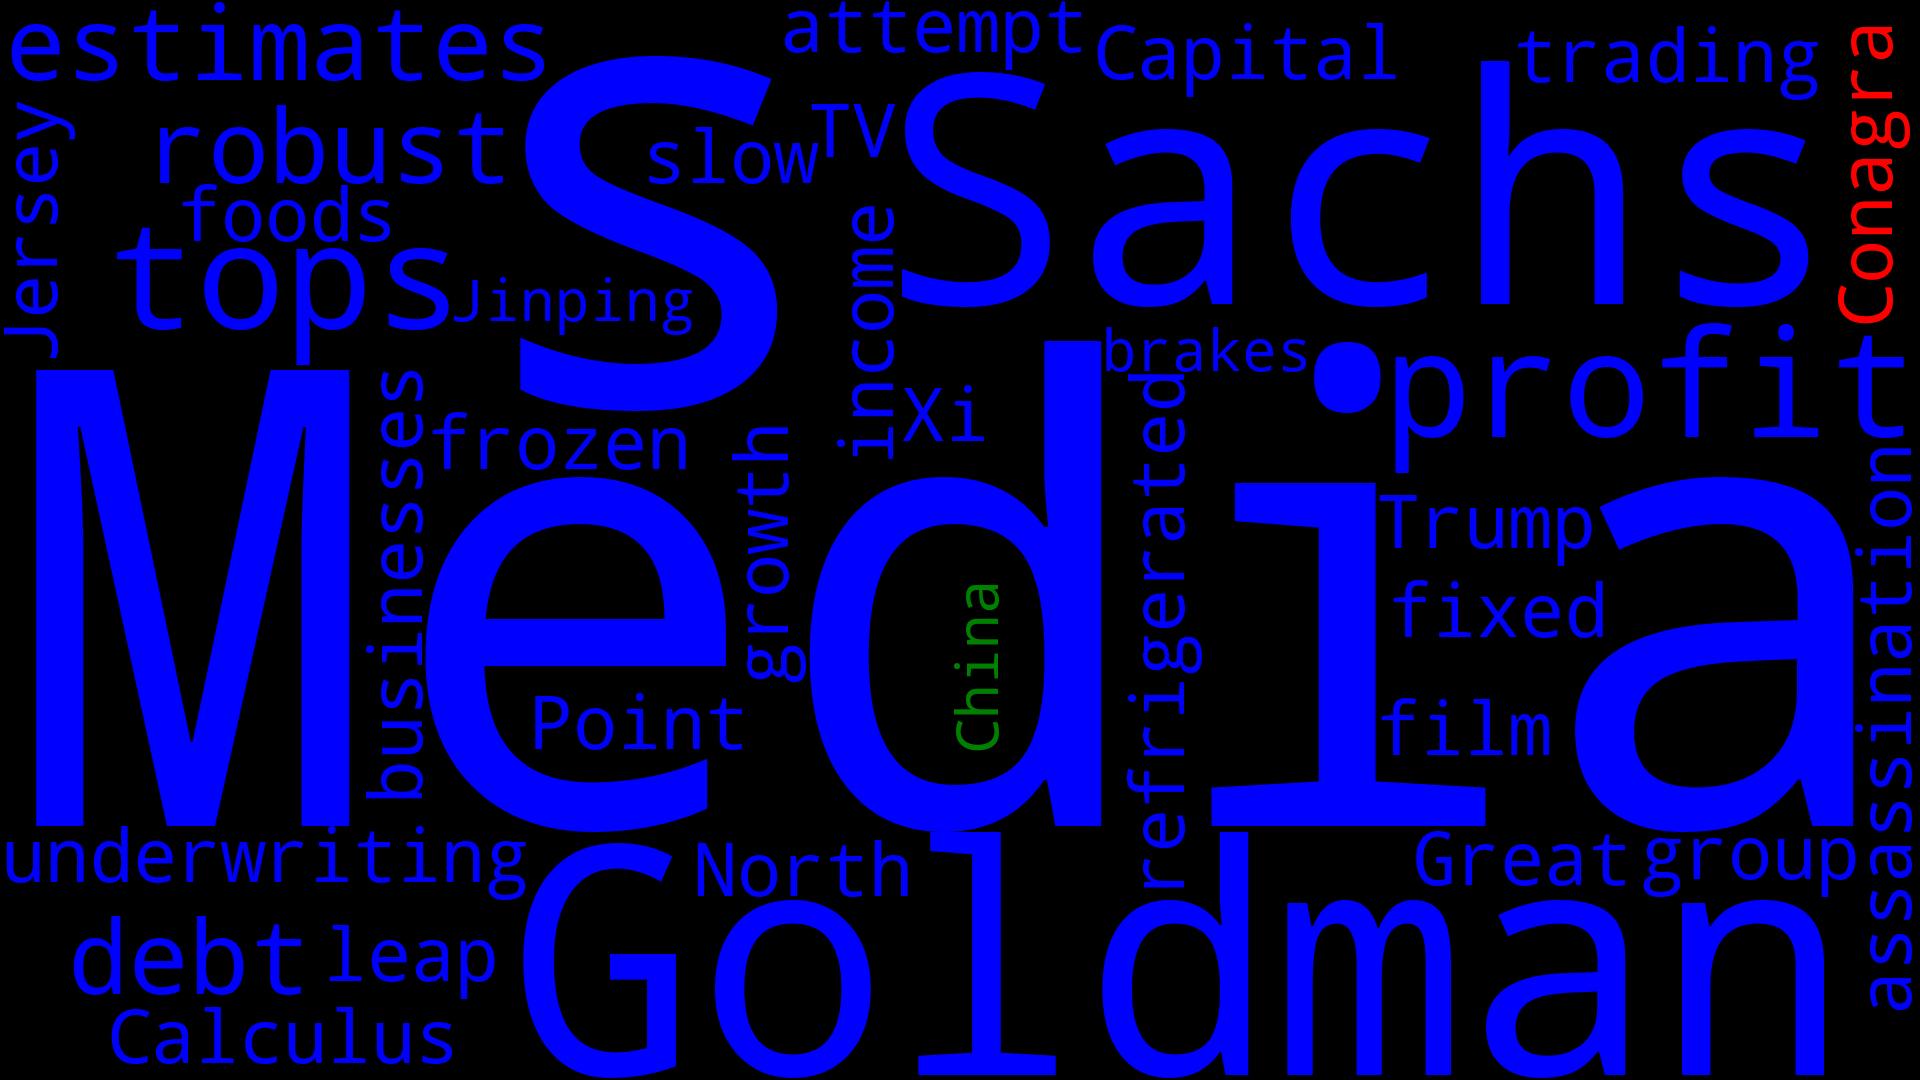 estimates
attempt
Capital
trading
Conagra
Jersey
robust
s
slow
TV
Sachs
foods
tops
Jinping
income
brakes
profit
Media
businesses
frozen
growth
Xi
refrigerated
Trump
assassination
fixed
China
Point
film
underwriting
North
Great
group
Goldman
debt
leap
Calculus